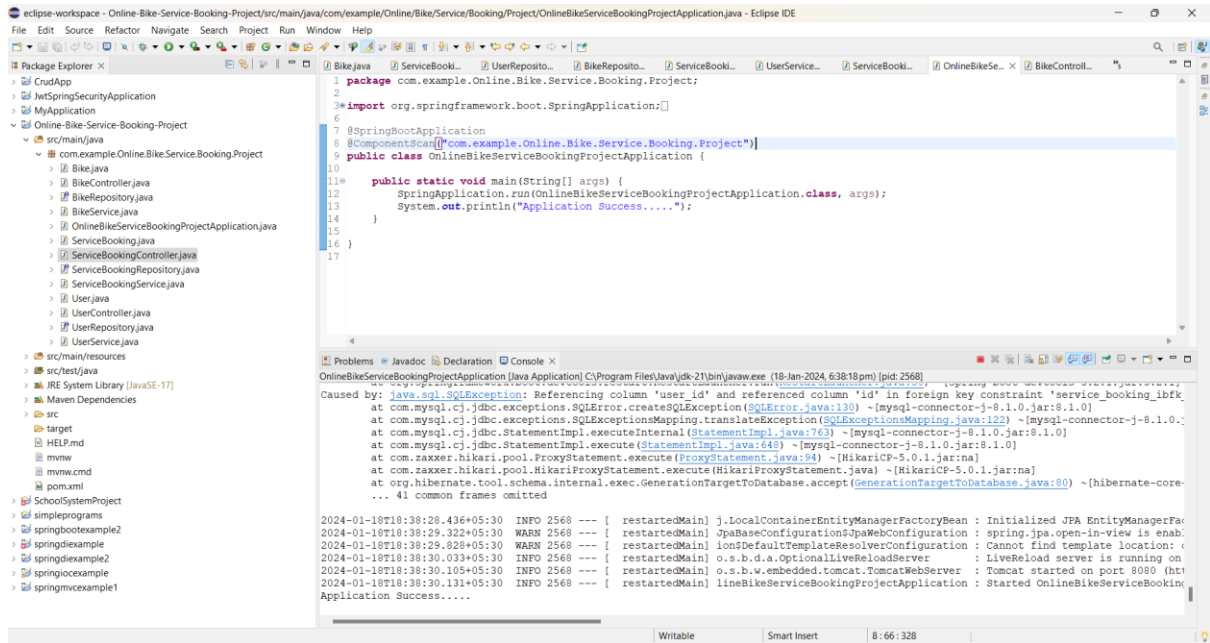 eclipse-workspace - Online-Bike-Service-Booking-Project/src/main/java/com/example/Online/Bike/Service/Booking/Project/OnlineBikeServiceBookingProjectApplication.java - Eclipse IDE
File Edit Source Refactor Navigate Search Project Run Window Help
Package Explorer
CrudApp
JwtSpringSecurityApplication
MyApplication
Online-Bike-Service-Booking-Project
src/main/java
com.example.Online.Bike.Service.Booking.Project
Bike.java
BikeController.java
BikeRepository.java
BikeService.java
OnlineBikeServiceBookingProjectApplication.java
ServiceBooking.java
ServiceBookingController.java
ServiceBookingRepository.java
ServiceBookingService.java
User.java
UserController.java
UserRepository.java
UserService.java
src/main/resources
src/test/java
JRE System Library [JavaSE-17]
Maven Dependencies
src
target
HELP.md
mvnw
mvnw.cmd
pom.xml
SchoolSystemProject
simpleprograms
springbootexample2
springdiexample
springdiexample2
springiocexample
springmvcexample1
Bike.java ServiceBooki... UserReposito... BikeReposito... ServiceBooki... UserService... ServiceBooki... OnlineBikeSe... BikeControll... »5
1 package com.example.Online.Bike.Service.Booking.Project;
2
3 import org.springframework.boot.SpringApplication;
6
7 @SpringBootApplication
8 @ComponentScan("com.example.Online.Bike.Service.Booking.Project")
9 public class OnlineBikeServiceBookingProjectApplication {
10
11 public static void main(String[] args) {
12 SpringApplication.run(OnlineBikeServiceBookingProjectApplication.class, args);
13 System.out.println("Application Success.....");
14 }
15
16 }
17
Problems Javadoc Declaration Console
OnlineBikeServiceBookingProjectApplication [Java Application] C:\Program Files\Java\jdk-21\bin\javaw.exe (18-Jan-2024, 6:38:18 pm) [pid: 2568]
Caused by: java.sql.SQLException: Referencing column 'user_id' and referenced column 'id' in foreign key constraint 'service_booking_ibfk_
at com.mysql.cj.jdbc.exceptions.SQLError.createSQLException(SQLError.java:130) ~[mysql-connector-j-8.1.0.jar:8.1.0]
at com.mysql.cj.jdbc.exceptions.SQLExceptionsMapping.translateException(SQLExceptionsMapping.java:122) ~[mysql-connector-j-8.1.0.j
at com.mysql.cj.jdbc.StatementImpl.executeInternal(StatementImpl.java:763) ~[mysql-connector-j-8.1.0.jar:8.1.0]
at com.mysql.cj.jdbc.StatementImpl.execute(StatementImpl.java:648) ~[mysql-connector-j-8.1.0.jar:8.1.0]
at com.zaxxer.hikari.pool.ProxyStatement.execute(ProxyStatement.java:94) ~[HikariCP-5.0.1.jar:na]
at com.zaxxer.hikari.pool.HikariProxyStatement.execute(HikariProxyStatement.java) ~[HikariCP-5.0.1.jar:na]
at org.hibernate.tool.schema.internal.exec.GenerationTargetToDatabase.accept(GenerationTargetToDatabase.java:80) ~[hibernate-core-
... 41 common frames omitted
2024-01-18T18:38:28.436+05:30 INFO 2568 --- [ restartedMain] j.LocalContainerEntityManagerFactoryBean : Initialized JPA EntityManagerFac
2024-01-18T18:38:29.322+05:30 WARN 2568 --- [ restartedMain] JpaBaseConfiguration$JpaWebConfiguration : spring.jpa.open-in-view is enabl
2024-01-18T18:38:29.828+05:30 WARN 2568 --- [ restartedMain] ion$DefaultTemplateResolverConfiguration : Cannot find template location: c
2024-01-18T18:38:30.033+05:30 INFO 2568 --- [ restartedMain] o.s.b.d.a.OptionalLiveReloadServer : LiveReload server is running on
2024-01-18T18:38:30.105+05:30 INFO 2568 --- [ restartedMain] o.s.b.w.embedded.tomcat.TomcatWebServer : Tomcat started on port 8080 (htt
2024-01-18T18:38:30.131+05:30 INFO 2568 --- [ restartedMain] lineBikeServiceBookingProjectApplication : Started OnlineBikeServiceBooking
Application Success.....
Writable Smart Insert 8 : 66 : 328